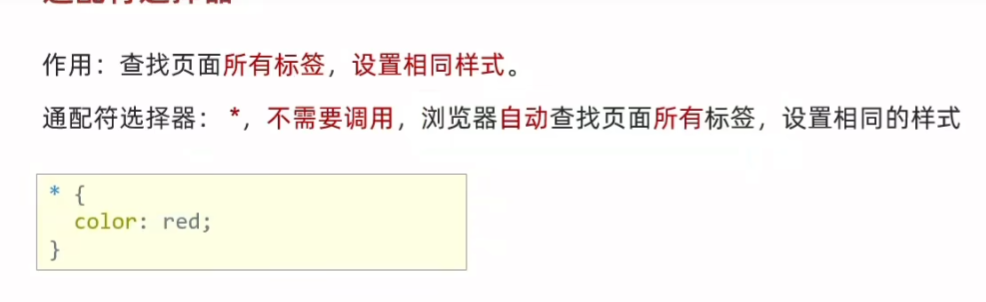 作用：查找页面所有标签，设置相同样式。
通配符选择器： *，不需要调用，浏览器自动查找页面所有标签，设置相同的样式
* {
  color: red;
}